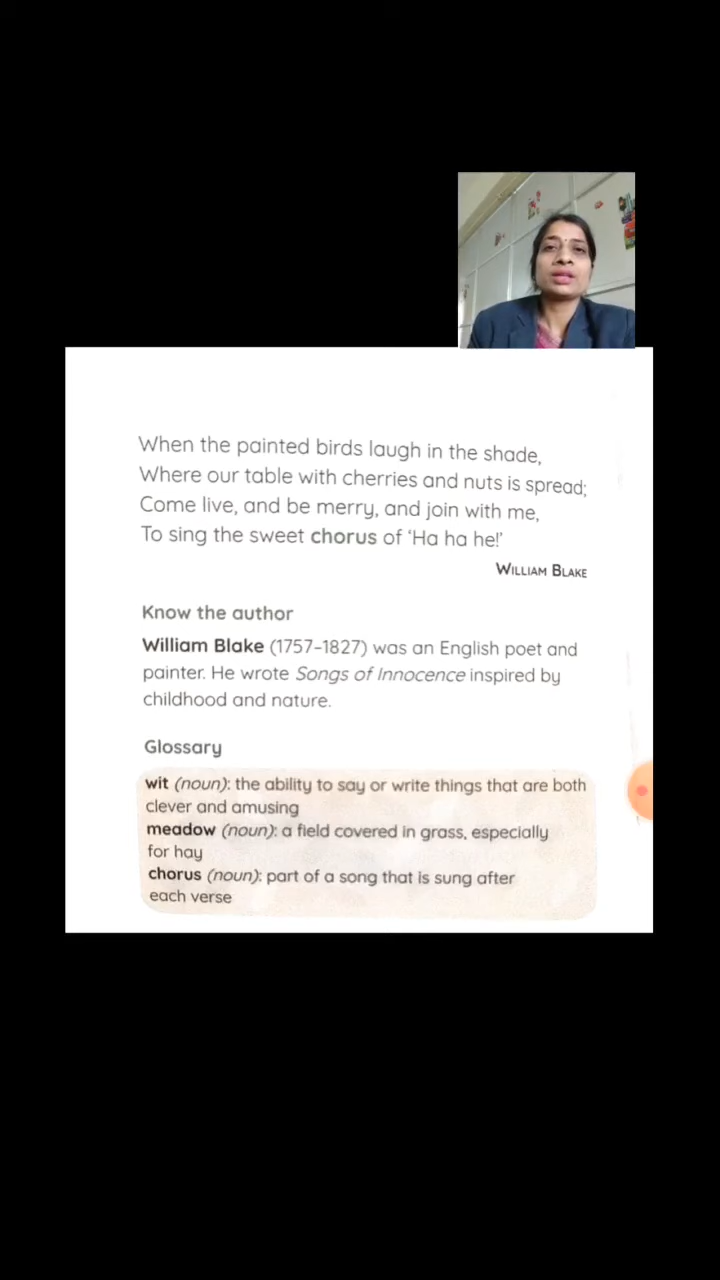 When the painted birds laugh in the shade,
Where our table with cherries and nuts is spread;
Come live, and be merry, and join with me,
To sing the sweet chorus of ‘Ha ha he!’
WILLIAM BLAKE
Know the author
William Blake (1757–1827) was an English poet and
painter. He wrote Songs of Innocence inspired by
childhood and nature.
Glossary
wit (noun): the ability to say or write things that are both
clever and amusing
meadow (noun): a field covered in grass, especially
for hay
chorus (noun): part of a song that is sung after
each verse